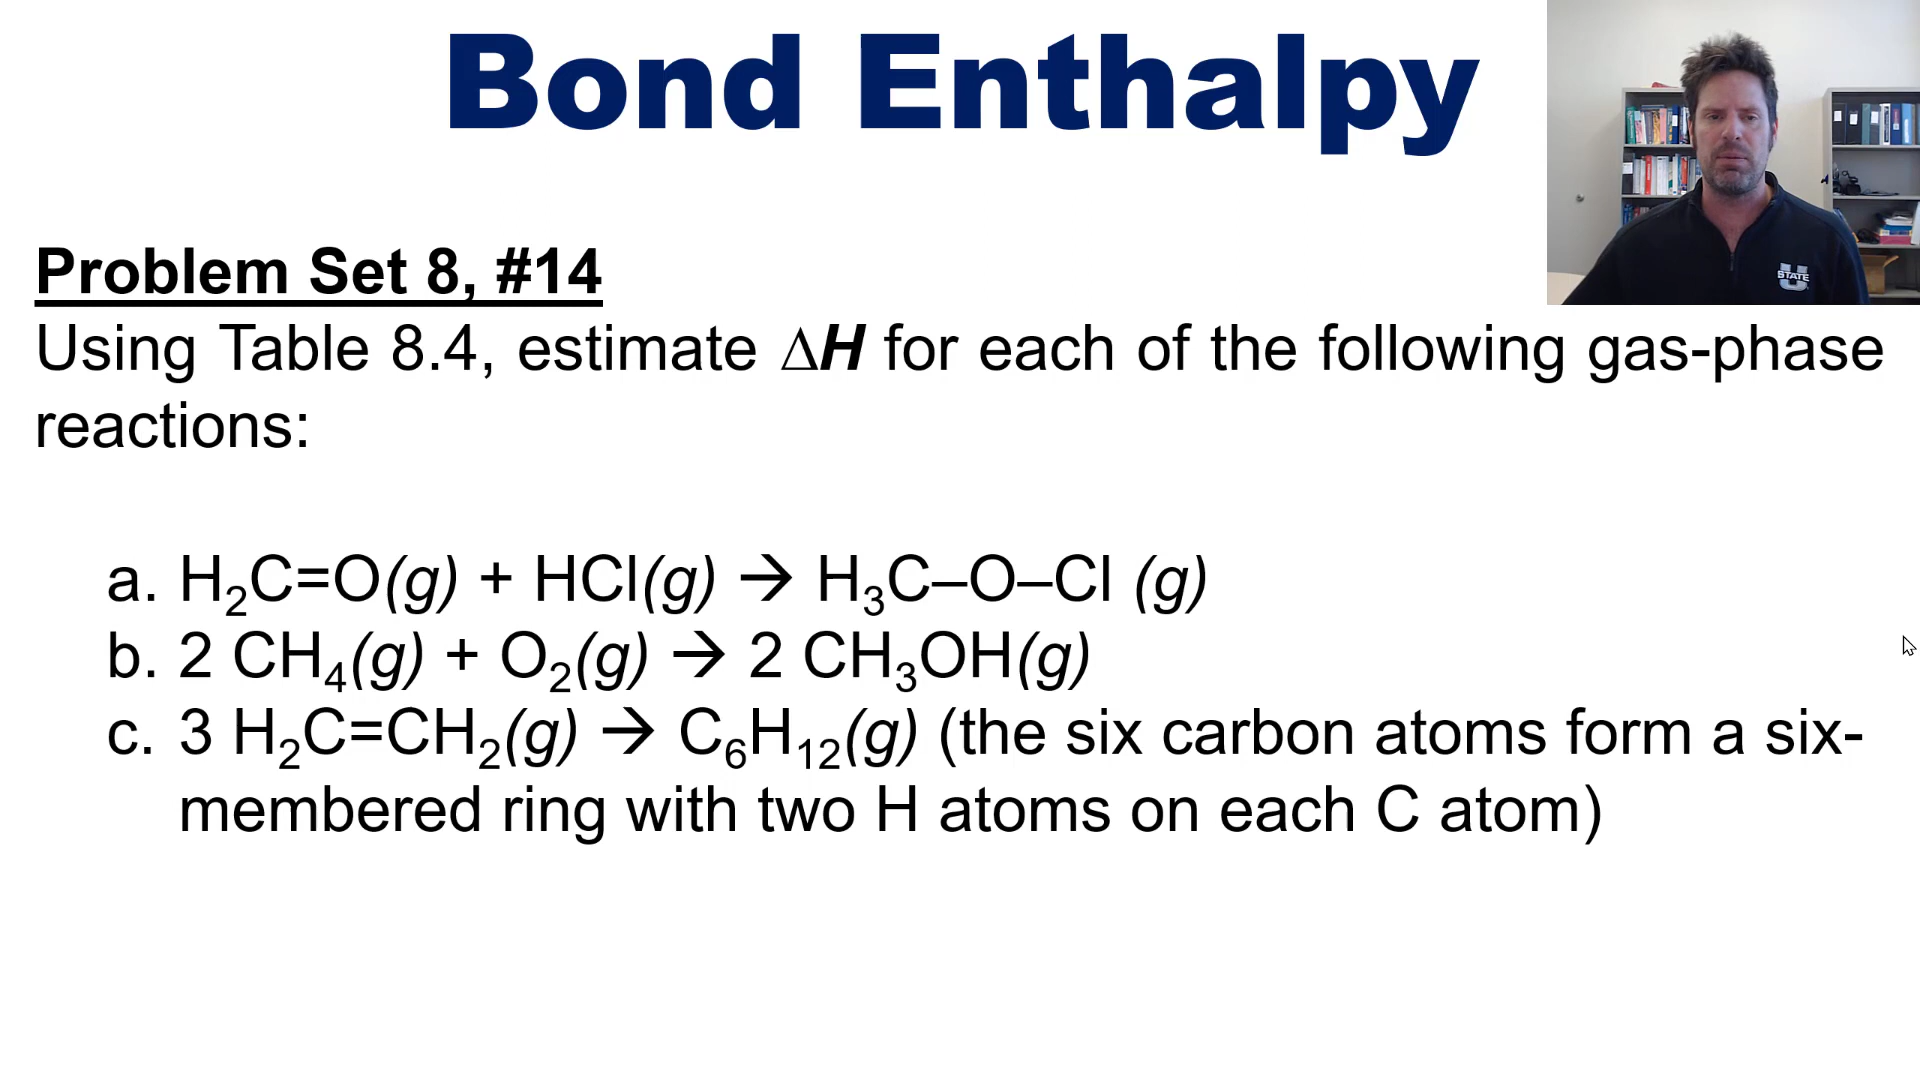 Bond Enthalpy
STATE
Problem Set 8, #14
Using Table 8.4, estimate ΔH for each of the following gas-phase
reactions:
a. H₂C=O(g) + HCl(g) → H₃C–O–Cl (g)
b. 2 CH₄(g) + O₂(g) → 2 CH₃OH(g)
c. 3 H₂C=CH₂(g) → C₆H₁₂(g) (the six carbon atoms form a six-
membered ring with two H atoms on each C atom)